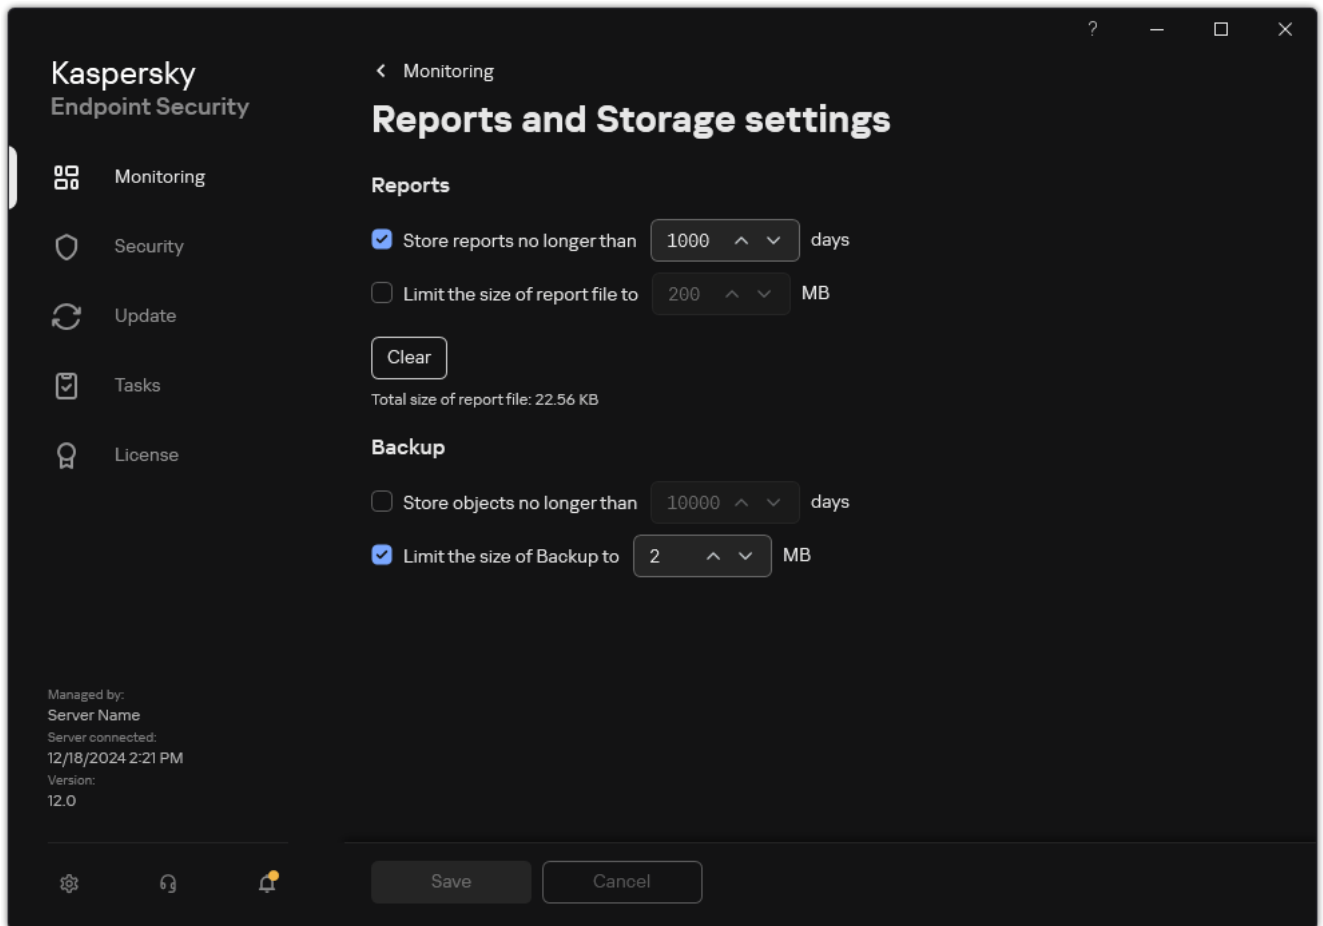 ?
Kaspersky
Endpoint Security
Monitoring
Security
Update
Tasks
License
Managed by:
Server Name
Server connected:
12/18/2024 2:21 PM
Version:
12.0
Monitoring
Reports and Storage settings
Reports
Store reports no longer than 1000 days
Limit the size of report file to 200 MB
Clear
Total size of report file: 22.56 KB
Backup
Store objects no longer than 10000 days
Limit the size of Backup to 2 MB
Save Cancel